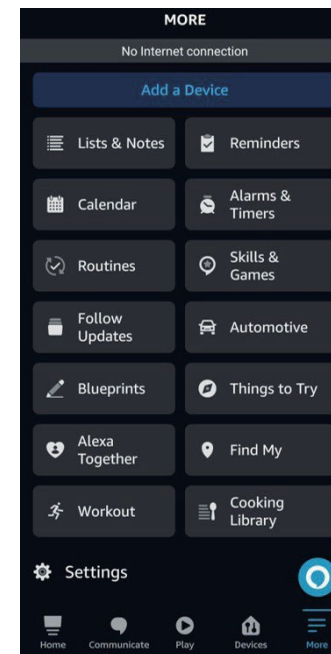 MORE
No Internet connection
Add a Device
Lists & Notes
Reminders
Calendar
Alarms &
Timers
Routines
Skills &
Games
Follow
Updates
Automotive
Blueprints
Things to Try
Alexa
Together
Find My
Workout
Cooking
Library
Settings
Home
Communicate
Play
Devices
More